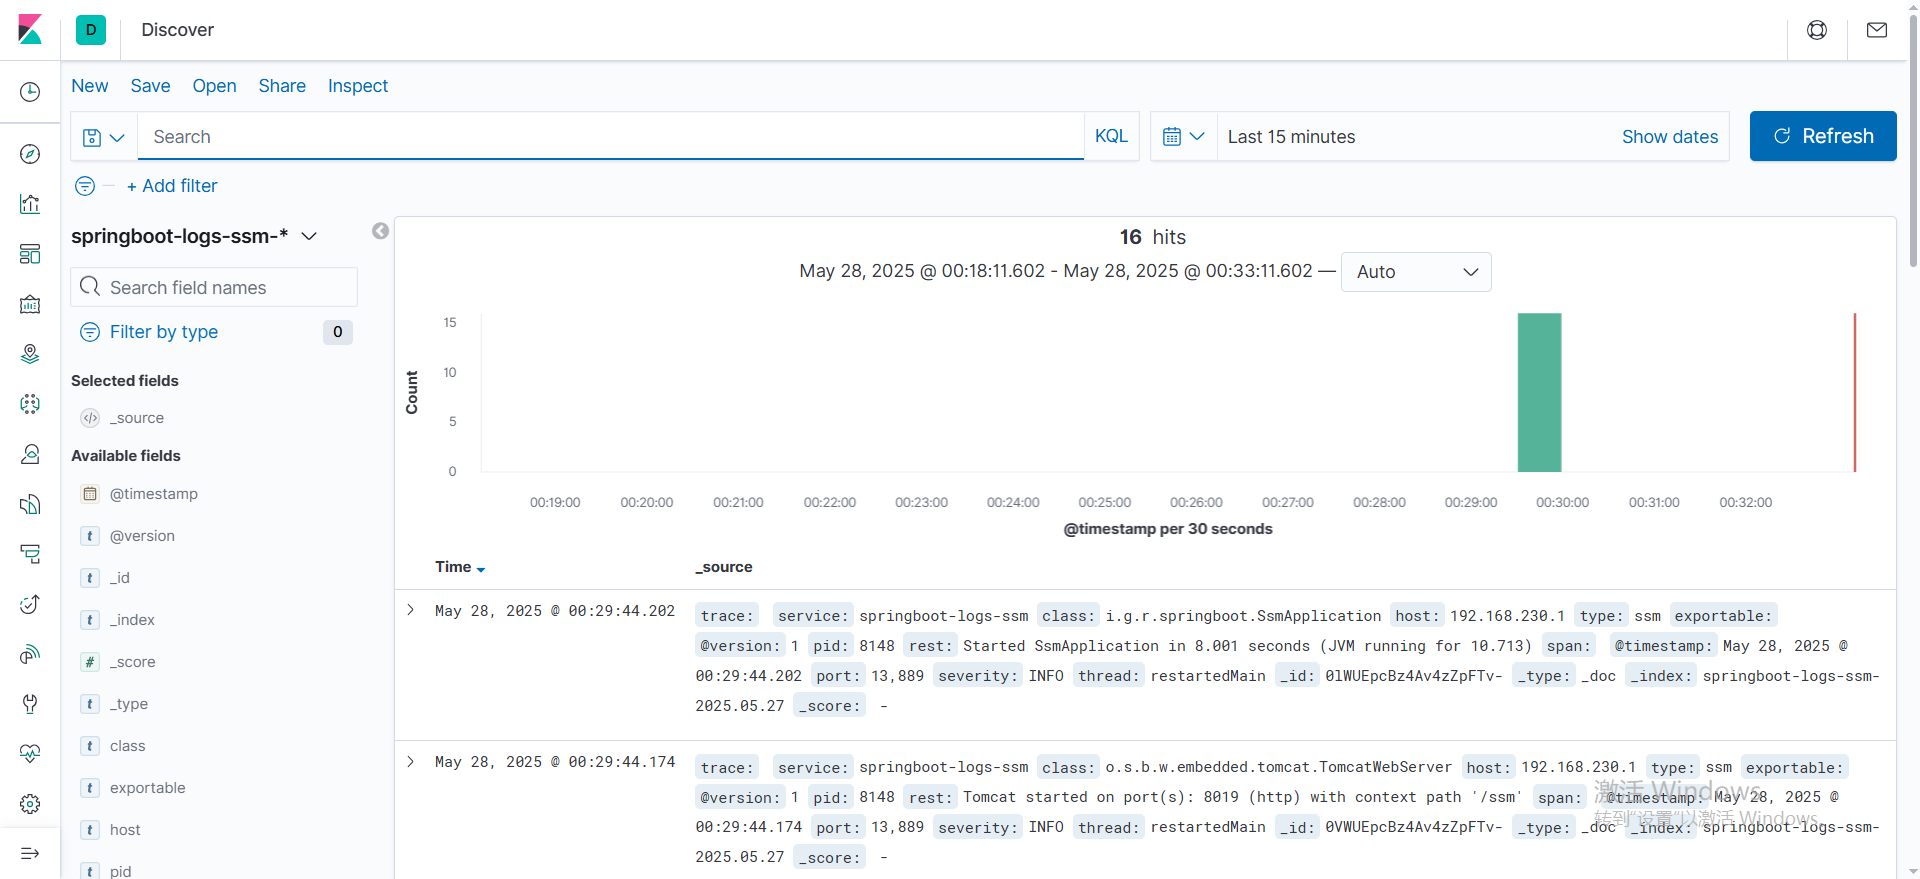 D Discover
New Save Open Share Inspect
Search KQL Last 15 minutes Show dates Refresh
+ Add filter
springboot-logs-ssm-*
Search field names
Filter by type 0
Selected fields
_source
Available fields
@timestamp
t @version
t _id
t _index
# _score
t _type
t class
t exportable
t host
t pid
16 hits
May 28, 2025 @ 00:18:11.602 - May 28, 2025 @ 00:33:11.602 — Auto
Count
15
10
5
0
00:19:00 00:20:00 00:21:00 00:22:00 00:23:00 00:24:00 00:25:00 00:26:00 00:27:00 00:28:00 00:29:00 00:30:00 00:31:00 00:32:00
@timestamp per 30 seconds
Time _source
May 28, 2025 @ 00:29:44.202 trace: service: springboot-logs-ssm class: i.g.r.springboot.SsmApplication host: 192.168.230.1 type: ssm exportable:
@version: 1 pid: 8148 rest: Started SsmApplication in 8.001 seconds (JVM running for 10.713) span: @timestamp: May 28, 2025 @
00:29:44.202 port: 13,889 severity: INFO thread: restartedMain _id: 0lWUEpcBz4Av4zZpFTv- _type: _doc _index: springboot-logs-ssm-
2025.05.27 _score: -
May 28, 2025 @ 00:29:44.174 trace: service: springboot-logs-ssm class: o.s.b.w.embedded.tomcat.TomcatWebServer host: 192.168.230.1 type: ssm exportable:
@version: 1 pid: 8148 rest: Tomcat started on port(s): 8019 (http) with context path '/ssm' span: @timestamp: May 28, 2025 @
00:29:44.174 port: 13,889 severity: INFO thread: restartedMain _id: 0VWUEpcBz4Av4zZpFTv- _type: _doc _index: springboot-logs-ssm-
2025.05.27 _score: -
激活 Windows
转到"设置"以激活 Windows。